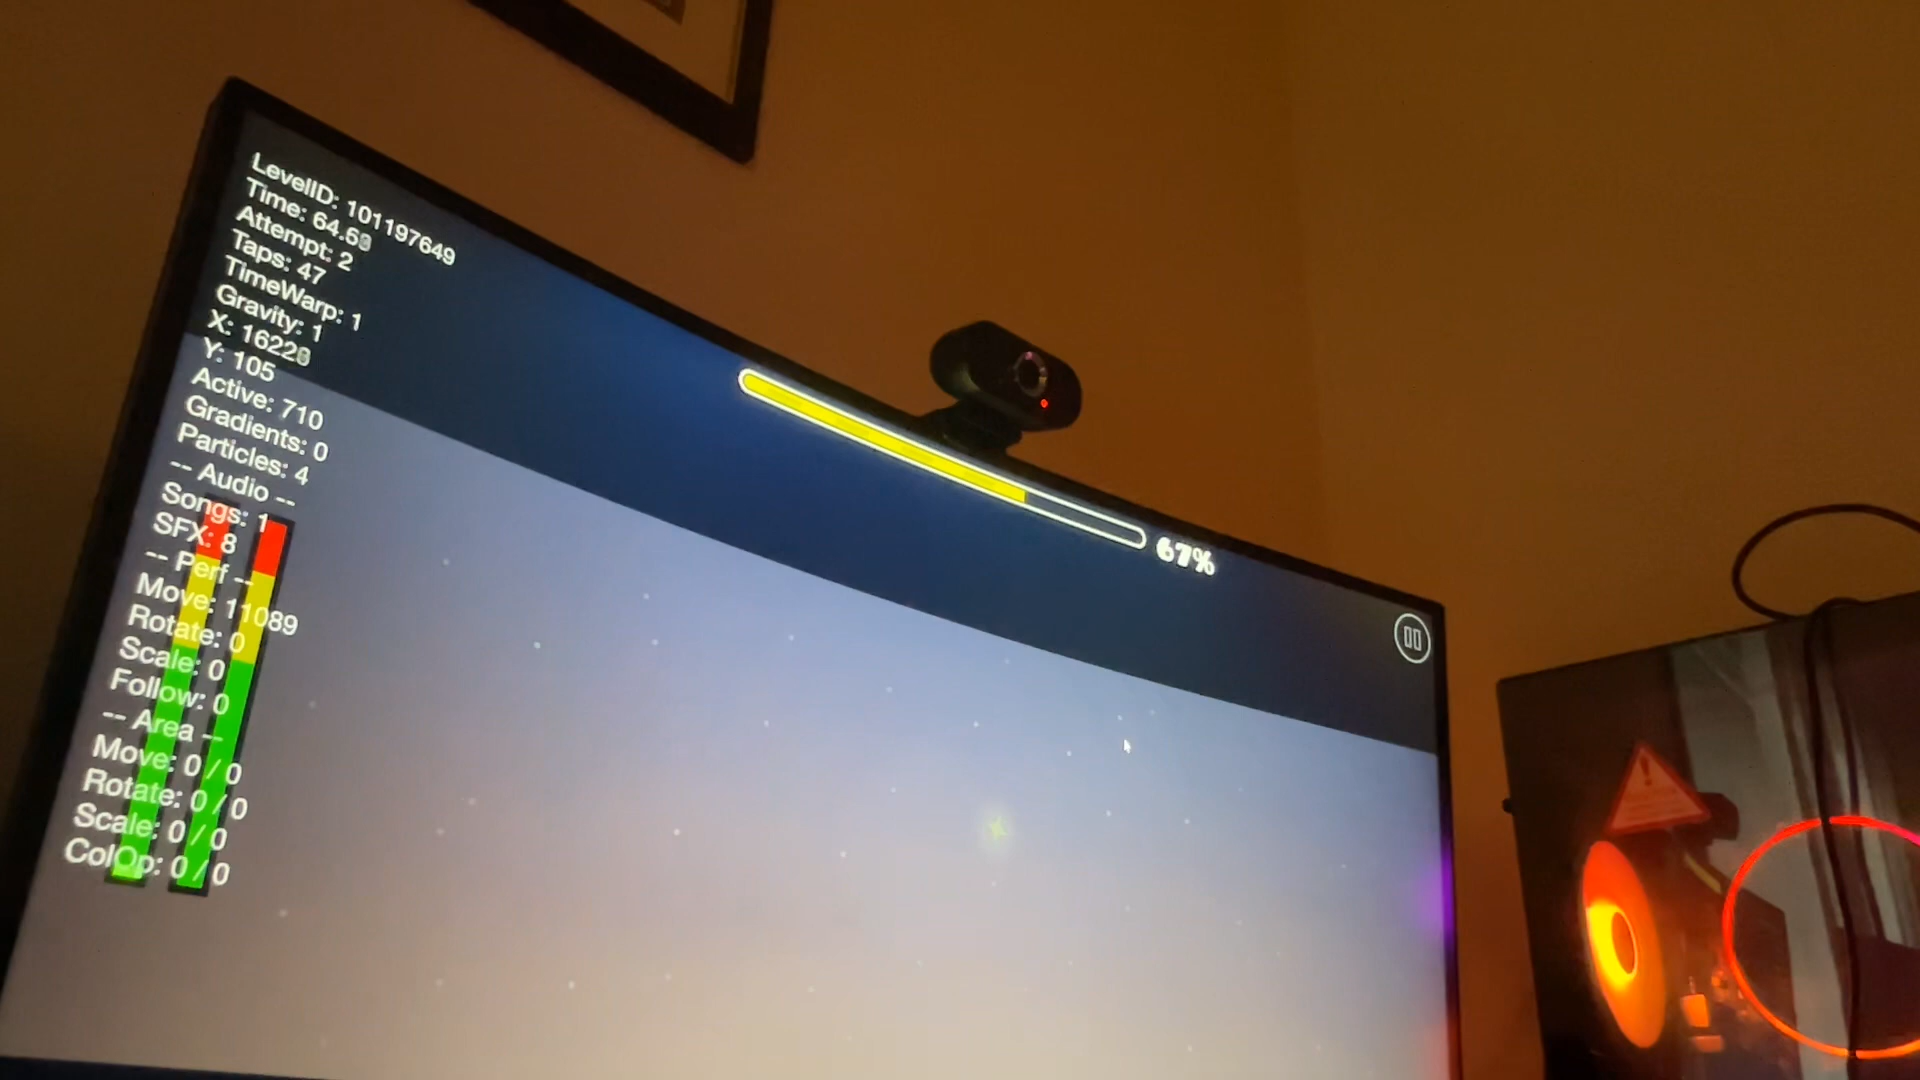 LevelID: 101197649
Time: 64.6
Attempt: 2
Taps: 47
TimeWarp: 1
Gravity: 1
X: 1622
Y: 105
Active: 710
Gradients: 0
Particles: 4
-- Audio --
Songs: 1
SFX: 8
-- Perf --
Move: 11089
Rotate: 0
Scale: 0
Follow: 0
-- Area --
Move: 0 / 0
Rotate: 0 / 0
Scale: 0 / 0
ColOp: 0 / 0
67%